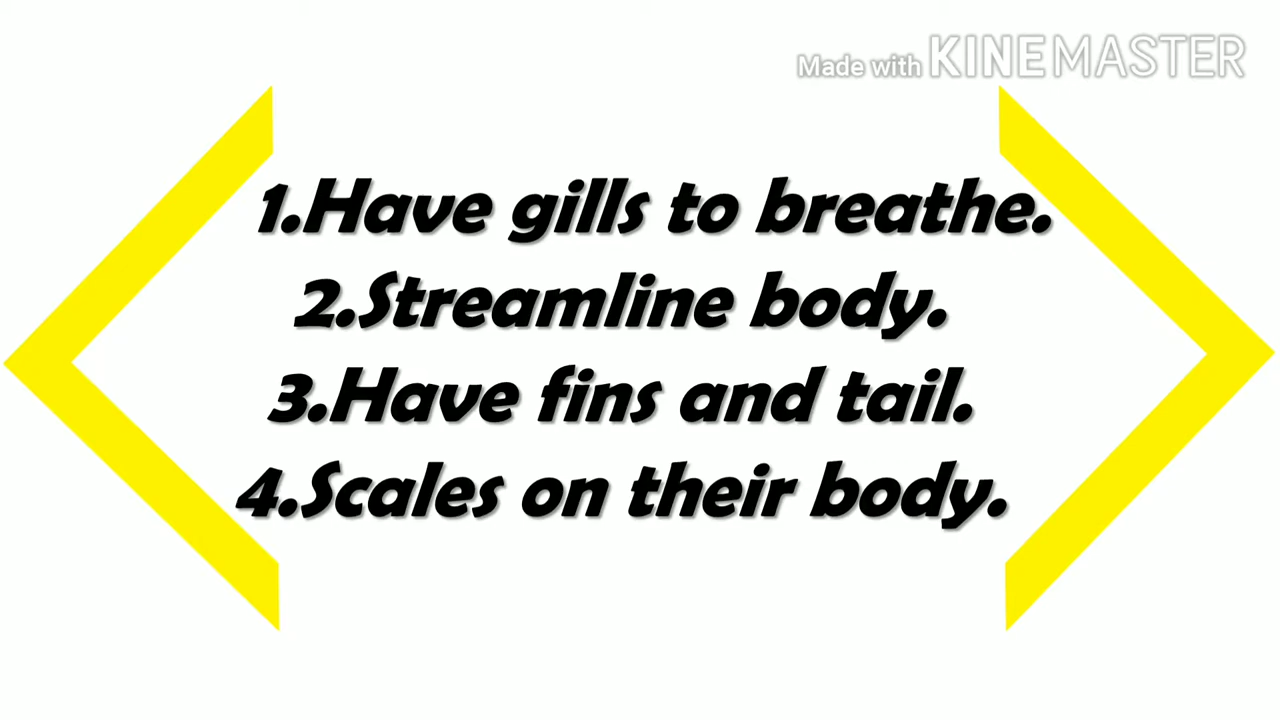 Made with KINEMASTER
1.Have gills to breathe.
2.Streamline body.
3.Have fins and tail.
4.Scales on their body.